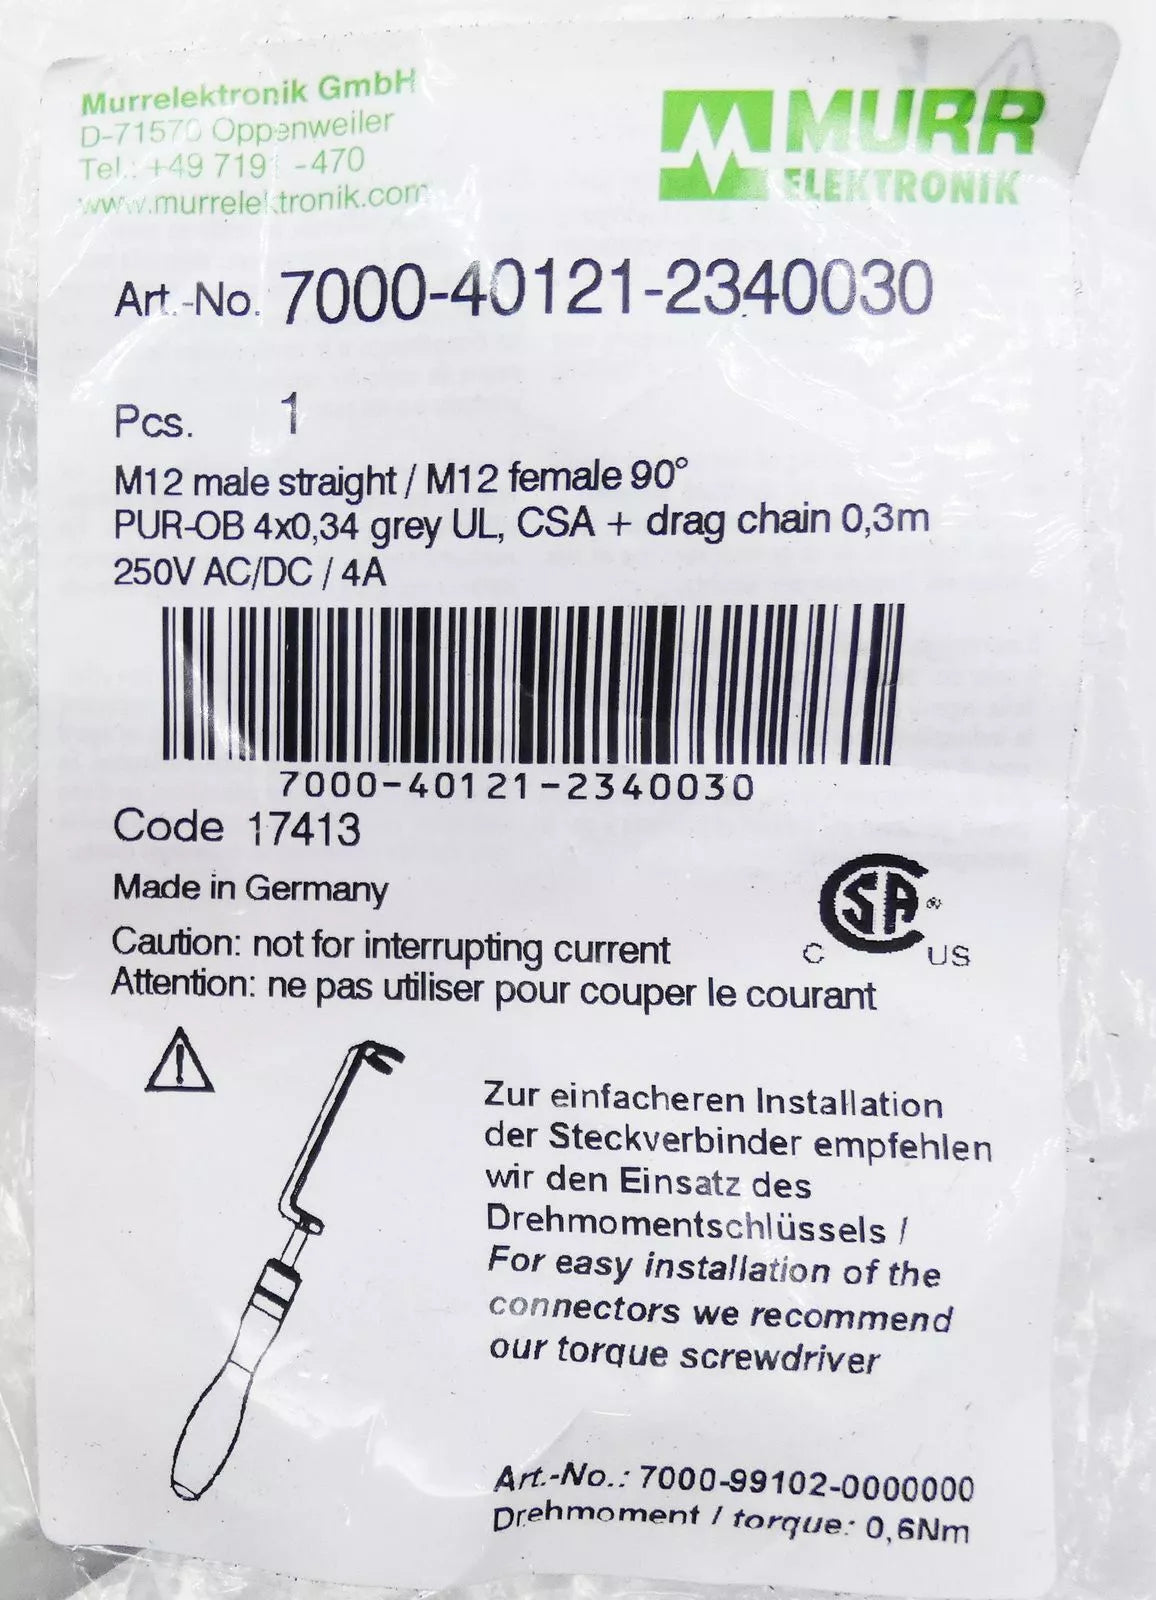 Murrelektronik GmbH
D-71570 Oppenweiler
Tel.: +49 7191 -470
www.murrelektronik.com
MURR
ELEKTRONIK
Art.-No. 7000-40121-2340030
Pcs. 1
M12 male straight / M12 female 90°
PUR-OB 4x0,34 grey UL, CSA + drag chain 0,3m
250V AC/DC / 4A
7000-40121-2340030
Code 17413
Made in Germany
CSA ®
C US
Caution: not for interrupting current
Attention: ne pas utiliser pour couper le courant
Zur einfacheren Installation
der Steckverbinder empfehlen
wir den Einsatz des
Drehmomentschlüssels /
For easy installation of the
connectors we recommend
our torque screwdriver
Art.-No.: 7000-99102-0000000
Drehmoment / torque: 0,6Nm